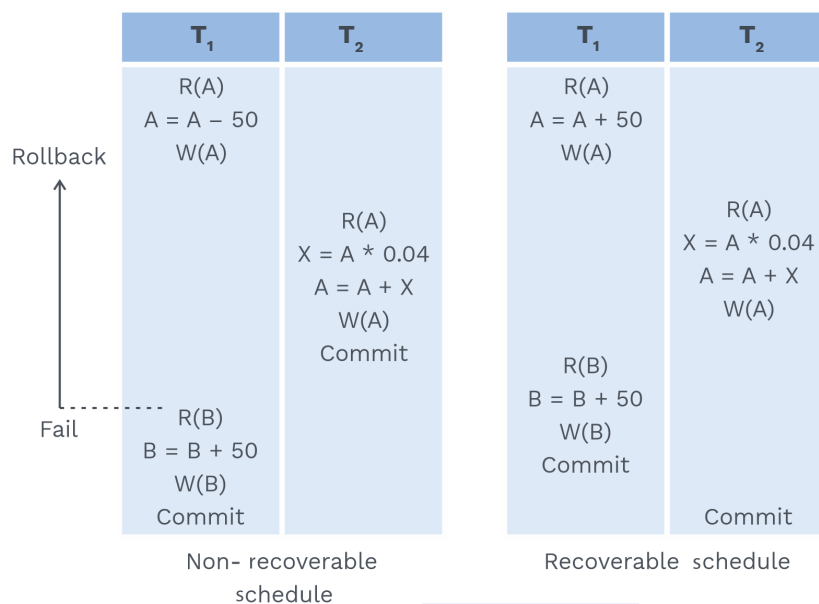 T₁
T₂
R(A)
A = A – 50
W(A)
Rollback
R(A)
X = A * 0.04
A = A + X
W(A)
Commit
Fail
R(B)
B = B + 50
W(B)
Commit
Non- recoverable
schedule
T₁
T₂
R(A)
A = A + 50
W(A)
R(A)
X = A * 0.04
A = A + X
W(A)
R(B)
B = B + 50
W(B)
Commit
Commit
Recoverable schedule